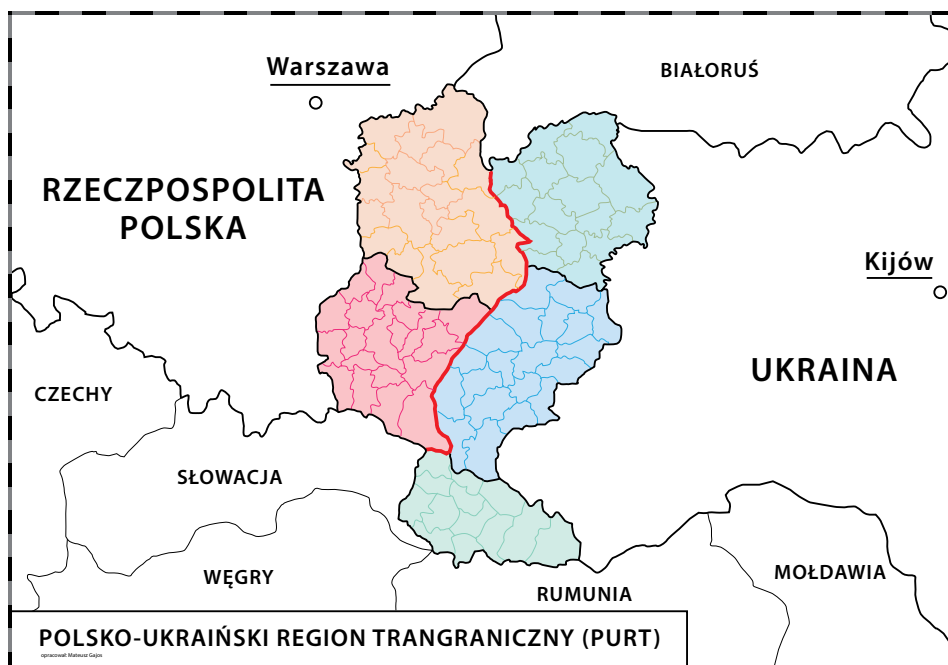 Warszawa
BIAŁORUŚ
RZECZPOSPOLITA
POLSKA
Kijów
UKRAINA
CZECHY
SŁOWACJA
WĘGRY
RUMUNIA
MOŁDAWIA
POLSKO-UKRAIŃSKI REGION TRANGRANICZNY (PURT)
opracował: Mateusz Gajos